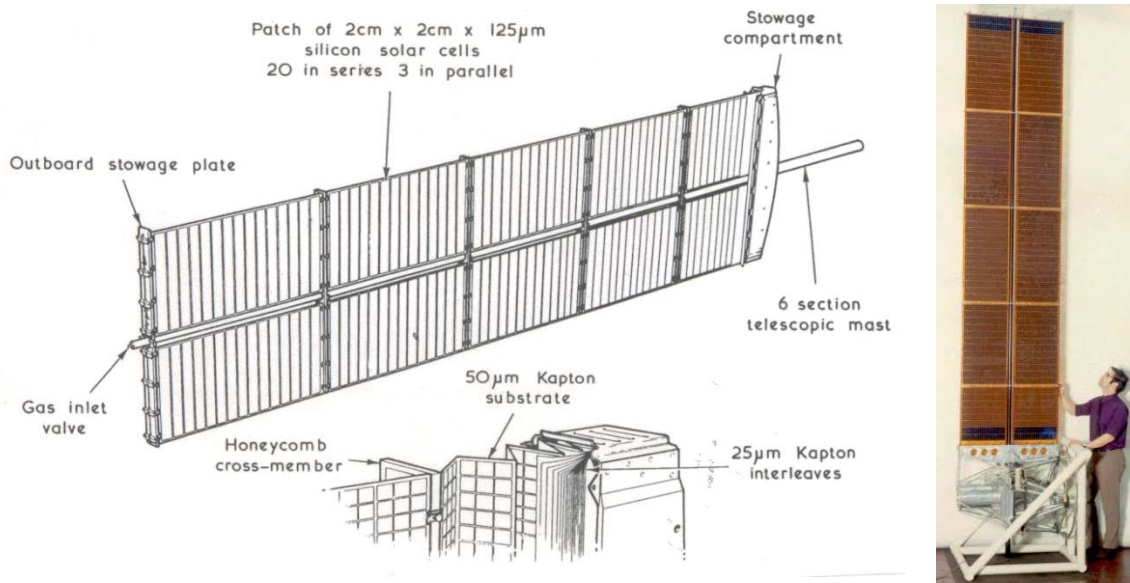 Patch of 2cm x 2cm x 125µm
silicon solar cells
20 in series 3 in parallel
Stowage
compartment
Outboard stowage plate
6 section
telescopic mast
Gas inlet
valve
50µm Kapton
substrate
Honeycomb
cross-member
25µm Kapton
interleaves